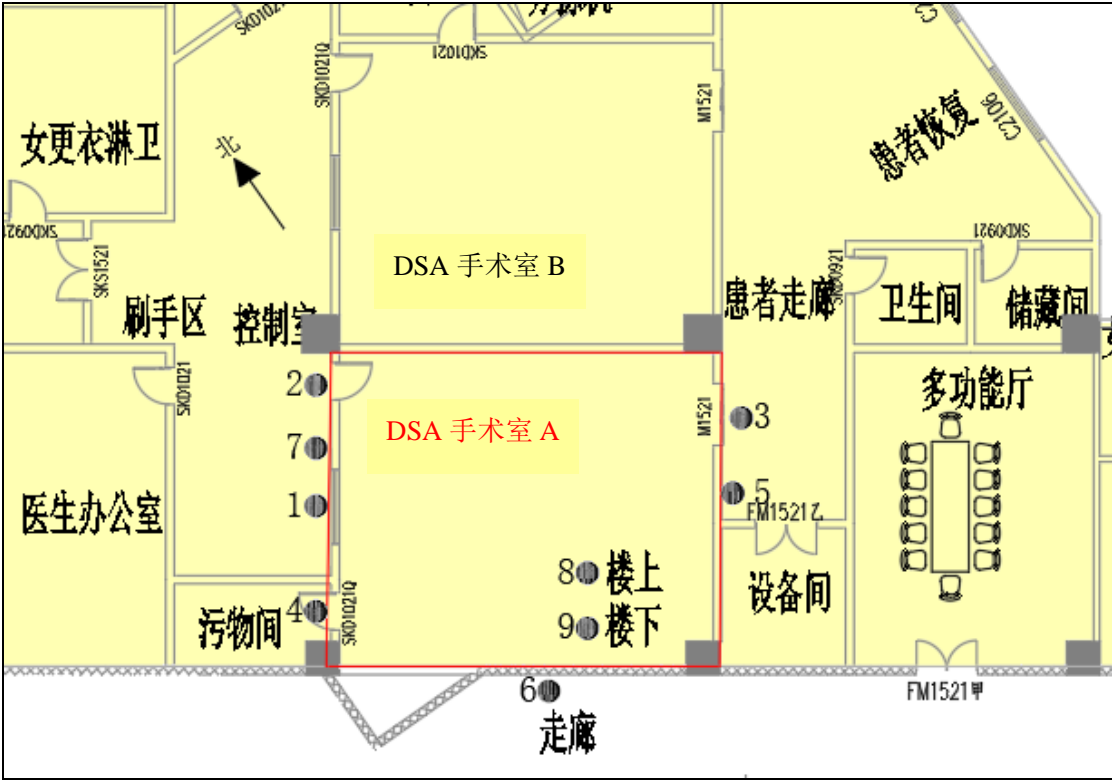 SKD1021Q
SKD1021
C2106
女更衣淋卫
北
M1521
患者恢复
SKD0921
SKS1521
SKD0921
DSA 手术室 B
刷手区
控制室
患者走廊
SKD0921
卫生间
储藏间
2
SKD1021
DSA 手术室 A
M1521
3
多功能厅
7
医生办公室
1
5
FM1521乙
8
楼上
设备间
污物间
4
SKD1021Q
9
楼下
6
走廊
FM1521甲